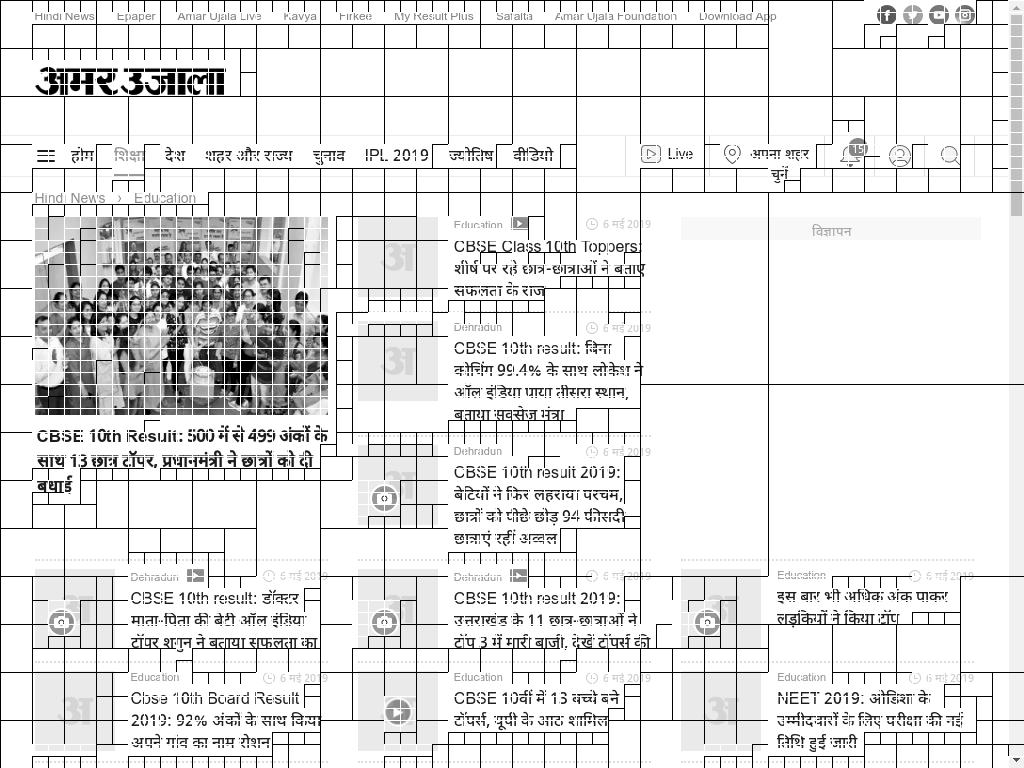 Hindi News Epaper Amar Ujala Live Kavya Firkee My Result Plus Safalta Amar Ujala Foundation Download App
अमर उजाला
होम शिक्षा देश शहर और राज्य चुनाव IPL 2019 ज्योतिष वीडियो Live अपना शहर चुनें 15
Hindi News › Education
CBSE 10th Result: 500 में से 499 अंकों के
साथ 13 छात्र टॉपर, प्रधानमंत्री ने छात्रों को दी
बधाई
Education 6 मई 2019
CBSE Class 10th Toppers:
शीर्ष पर रहे छात्र-छात्राओं ने बताए
सफलता के राज
Dehradun 6 मई 2019
CBSE 10th result: बिना
कोचिंग 99.4% के साथ लोकेश ने
ऑल इंडिया पाया तीसरा स्थान,
बताया सक्सेज मंत्रा
Dehradun 6 मई 2019
CBSE 10th result 2019:
बेटियों ने फिर लहराया परचम,
छात्रों को पीछे छोड़ 94 फीसदी
छात्राएं रहीं अव्वल
विज्ञापन
Dehradun 6 मई 2019
CBSE 10th result: डॉक्टर
माता-पिता की बेटी ऑल इंडिया
टॉपर शगुन ने बताया सफलता का
Dehradun 6 मई 2019
CBSE 10th result 2019:
उत्तराखंड के 11 छात्र-छात्राओं ने
टॉप 3 में मारी बाजी, देखें टॉपर्स की
Education 6 मई 2019
इस बार भी अधिक अंक पाकर
लड़कियों ने किया टॉप
Education 6 मई 2019
Cbse 10th Board Result
2019: 92% अंकों के साथ किया
अपने गांव का नाम रोशन
Education 6 मई 2019
CBSE 10वीं में 13 बच्चे बने
टॉपर्स, यूपी के आठ शामिल
Education 6 मई 2019
NEET 2019: ओडिशा के
उम्मीदवारों के लिए परीक्षा की नई
तिथि हुई जारी